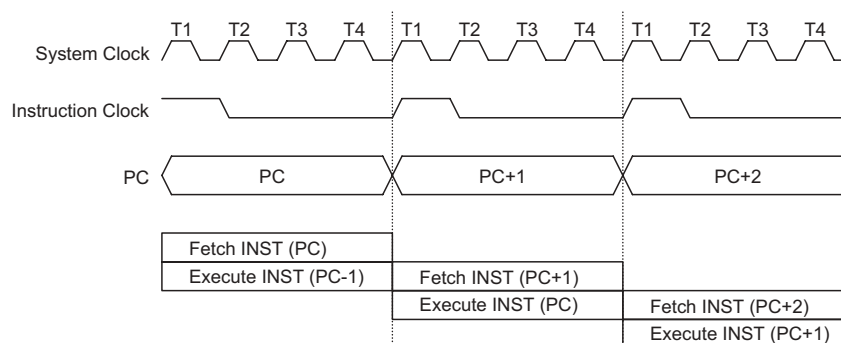 T1 T2 T3 T4 T1 T2 T3 T4 T1 T2 T3 T4
System Clock
Instruction Clock
PC PC PC+1 PC+2
Fetch INST (PC)
Execute INST (PC-1) Fetch INST (PC+1)
Execute INST (PC) Fetch INST (PC+2)
Execute INST (PC+1)